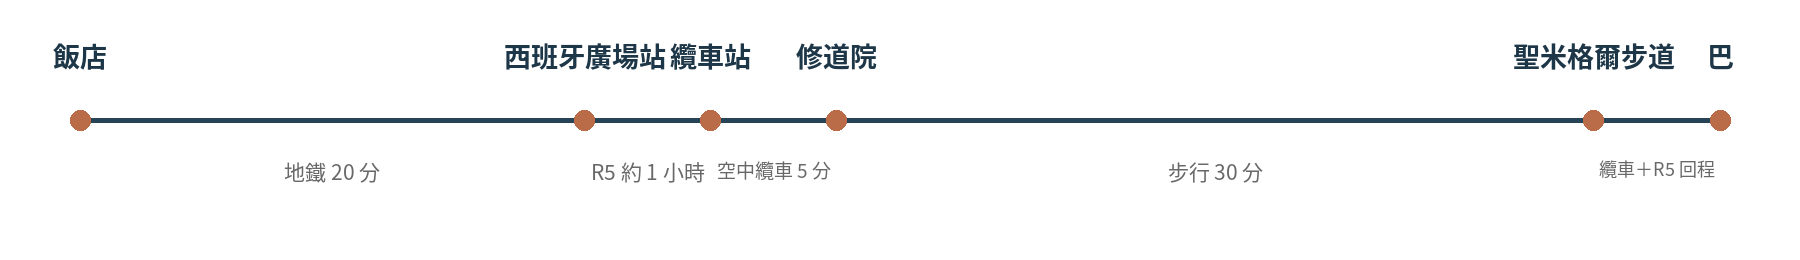 飯店
西班牙廣場站
纜車站
修道院
聖米格爾步道
巴
地鐵 20 分
R5 約 1 小時
空中纜車 5 分
步行 30 分
纜車＋R5 回程